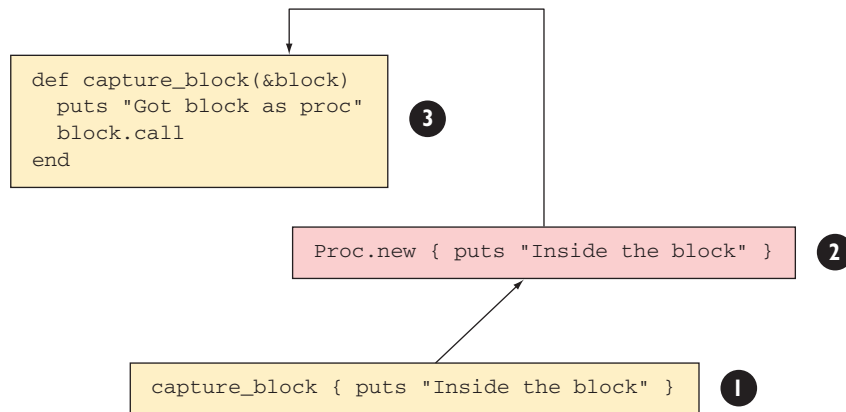 def capture_block(&block)
  puts "Got block as proc"
  block.call
end
3
Proc.new { puts "Inside the block" }
2
capture_block { puts "Inside the block" }
1